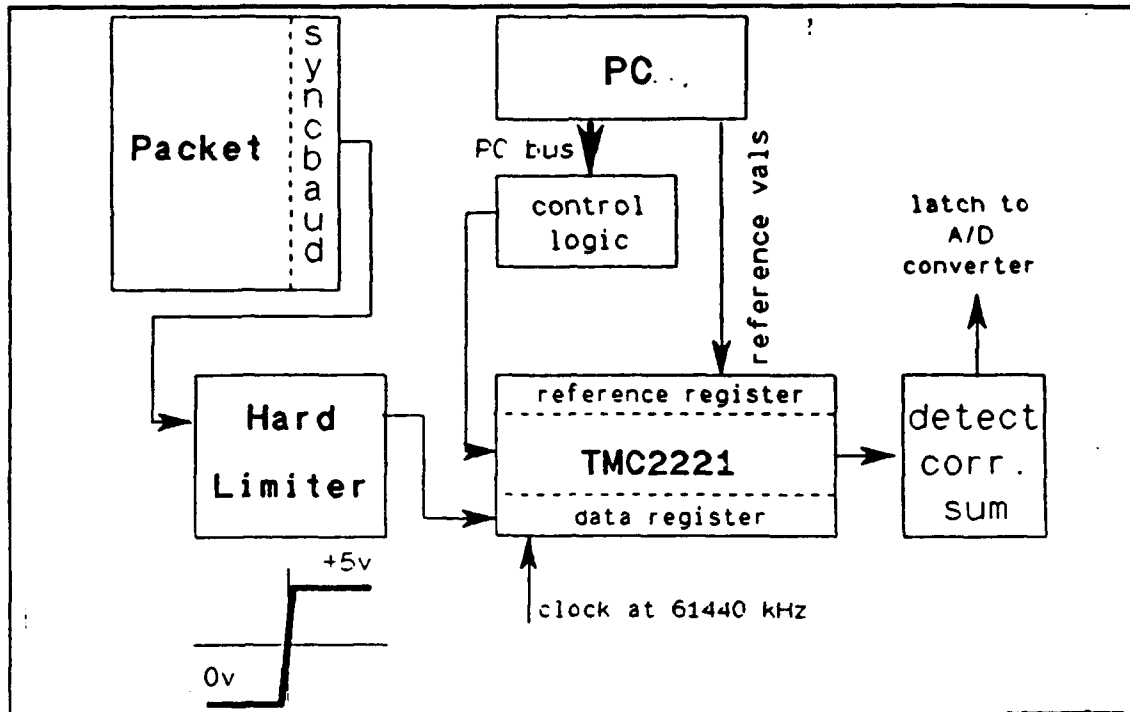 syncbaud
Packet
PC
PC bus
reference vals
control
logic
latch to
A/D
converter
Hard
Limiter
reference register
TMC2221
data register
detect
corr.
sum
+5v
0v
clock at 61440 kHz